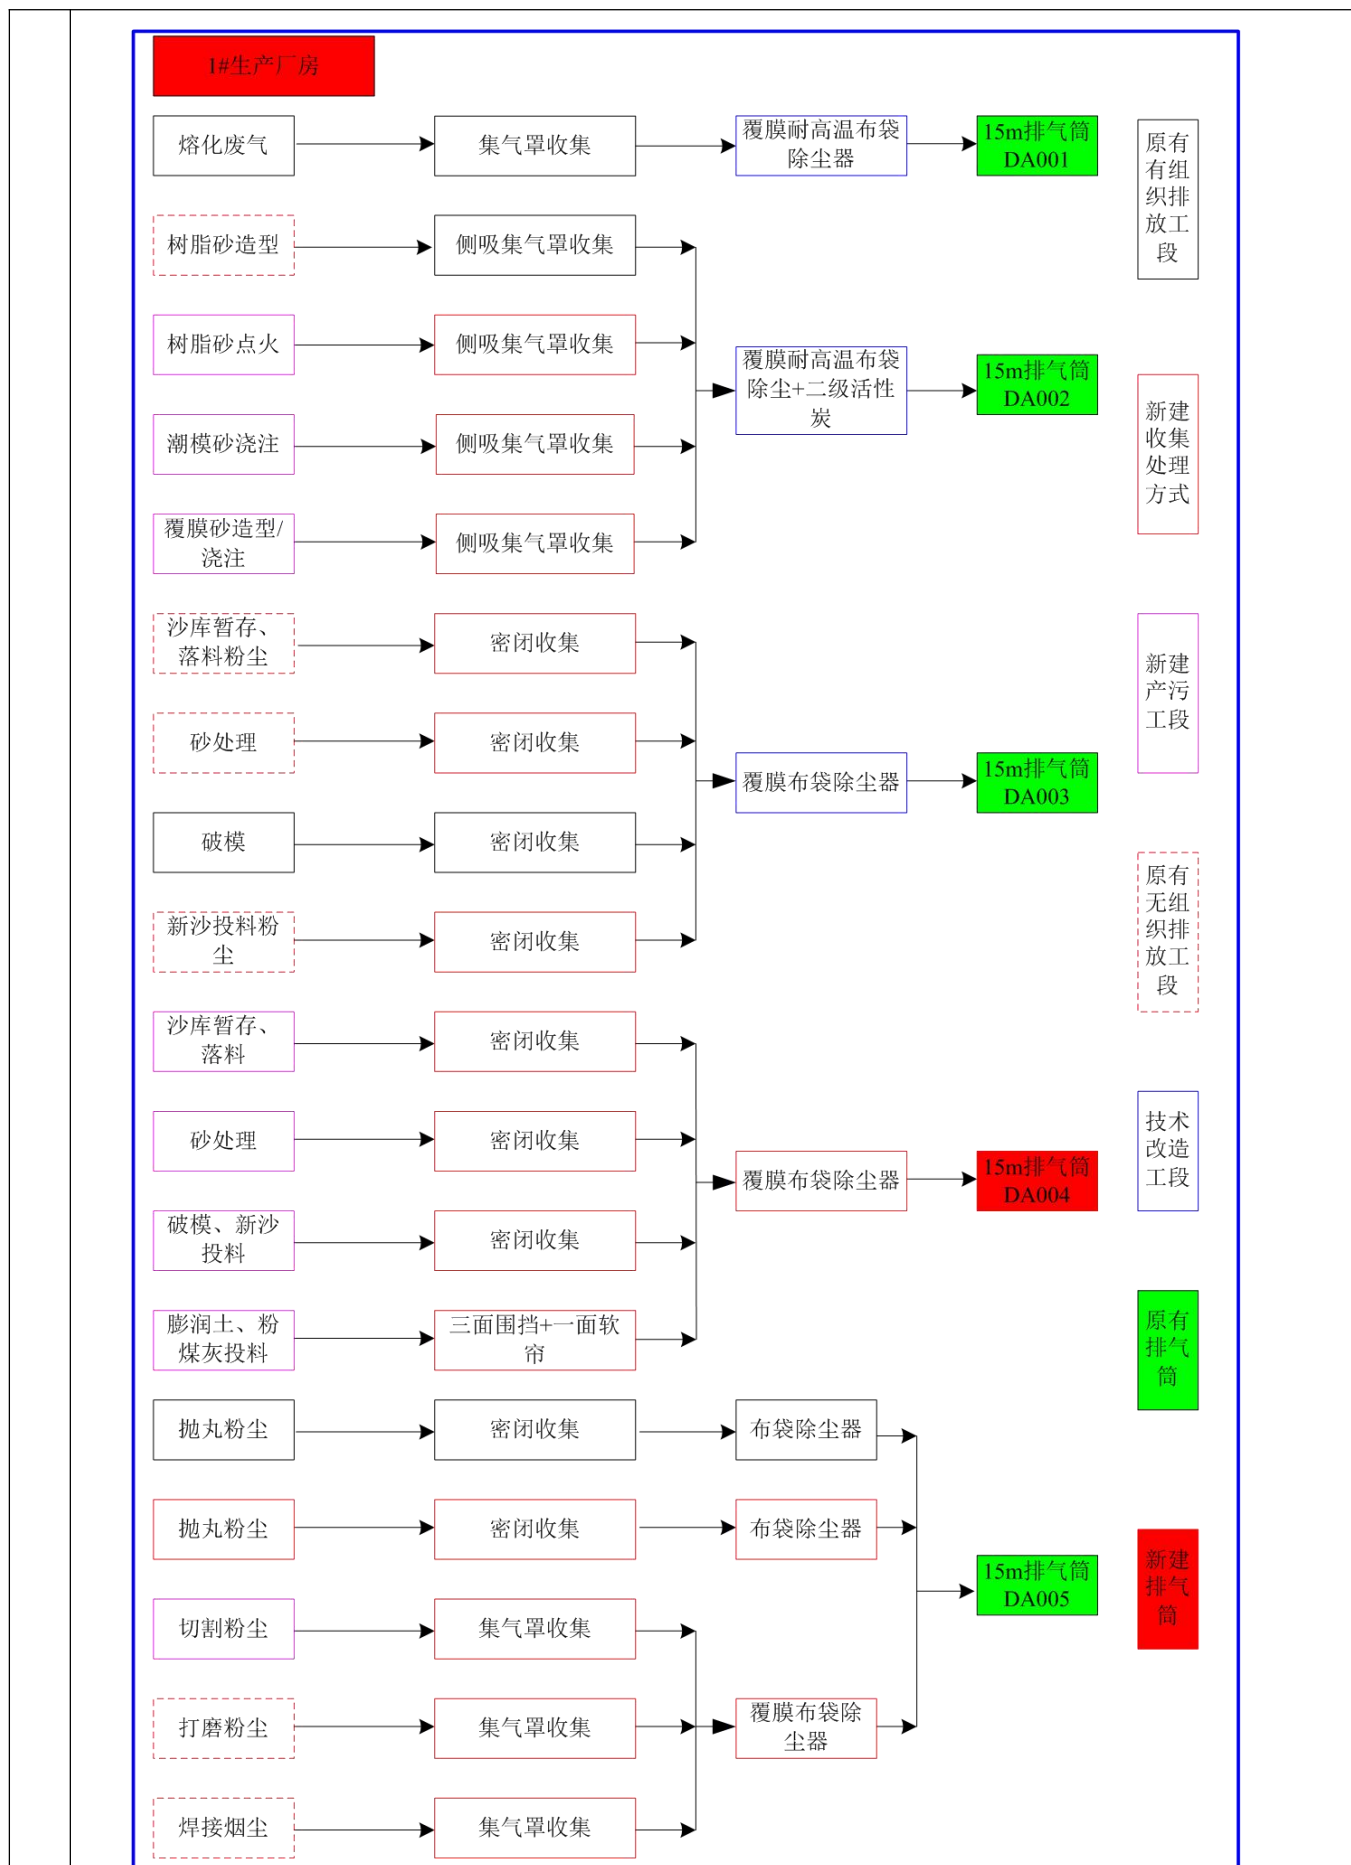 1#生产厂房
熔化废气
集气罩收集
覆膜耐高温布袋
除尘器
15m排气筒
DA001
树脂砂造型
侧吸集气罩收集
树脂砂点火
侧吸集气罩收集
潮模砂浇注
侧吸集气罩收集
覆膜砂造型/
浇注
侧吸集气罩收集
覆膜耐高温布袋
除尘+二级活性
炭
15m排气筒
DA002
沙库暂存、
落料粉尘
密闭收集
砂处理
密闭收集
破模
密闭收集
新沙投料粉
尘
密闭收集
覆膜布袋除尘器
15m排气筒
DA003
沙库暂存、
落料
密闭收集
砂处理
密闭收集
破模、新沙
投料
密闭收集
膨润土、粉
煤灰投料
三面围挡+一面软
帘
覆膜布袋除尘器
15m排气筒
DA004
抛丸粉尘
密闭收集
布袋除尘器
抛丸粉尘
密闭收集
布袋除尘器
切割粉尘
集气罩收集
打磨粉尘
集气罩收集
焊接烟尘
集气罩收集
覆膜布袋除
尘器
15m排气筒
DA005
原有
有组
织排
放工
段
新建
收集
处理
方式
新建
产污
工段
原有
无组
织排
放工
段
技术
改造
工段
原有
排气
筒
新建
排气
筒